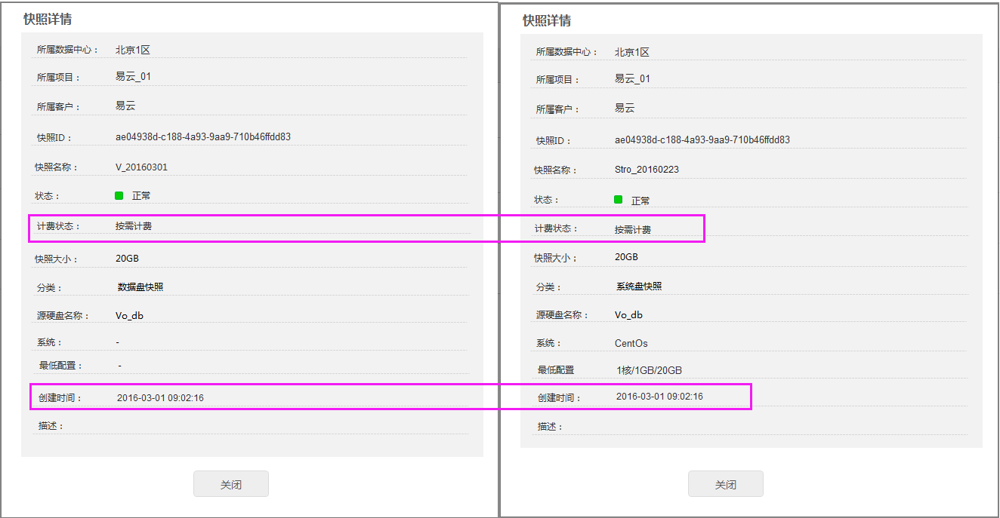 快照详情
所属数据中心： 北京1区
所属项目： 易云_01
所属客户： 易云
快照ID： ae04938d-c188-4a93-9aa9-710b46ffdd83
快照名称： V_20160301
状态： 正常
计费状态： 按需计费
快照大小： 20GB
分类： 数据盘快照
源硬盘名称： Vo_db
系统： -
最低配置： -
创建时间： 2016-03-01 09:02:16
描述：
关闭
快照详情
所属数据中心： 北京1区
所属项目： 易云_01
所属客户： 易云
快照ID： ae04938d-c188-4a93-9aa9-710b46ffdd83
快照名称： Stro_20160223
状态： 正常
计费状态： 按需计费
快照大小： 20GB
分类： 系统盘快照
源硬盘名称： Vo_db
系统： CentOs
最低配置 1核/1GB/20GB
创建时间： 2016-03-01 09:02:16
描述：
关闭